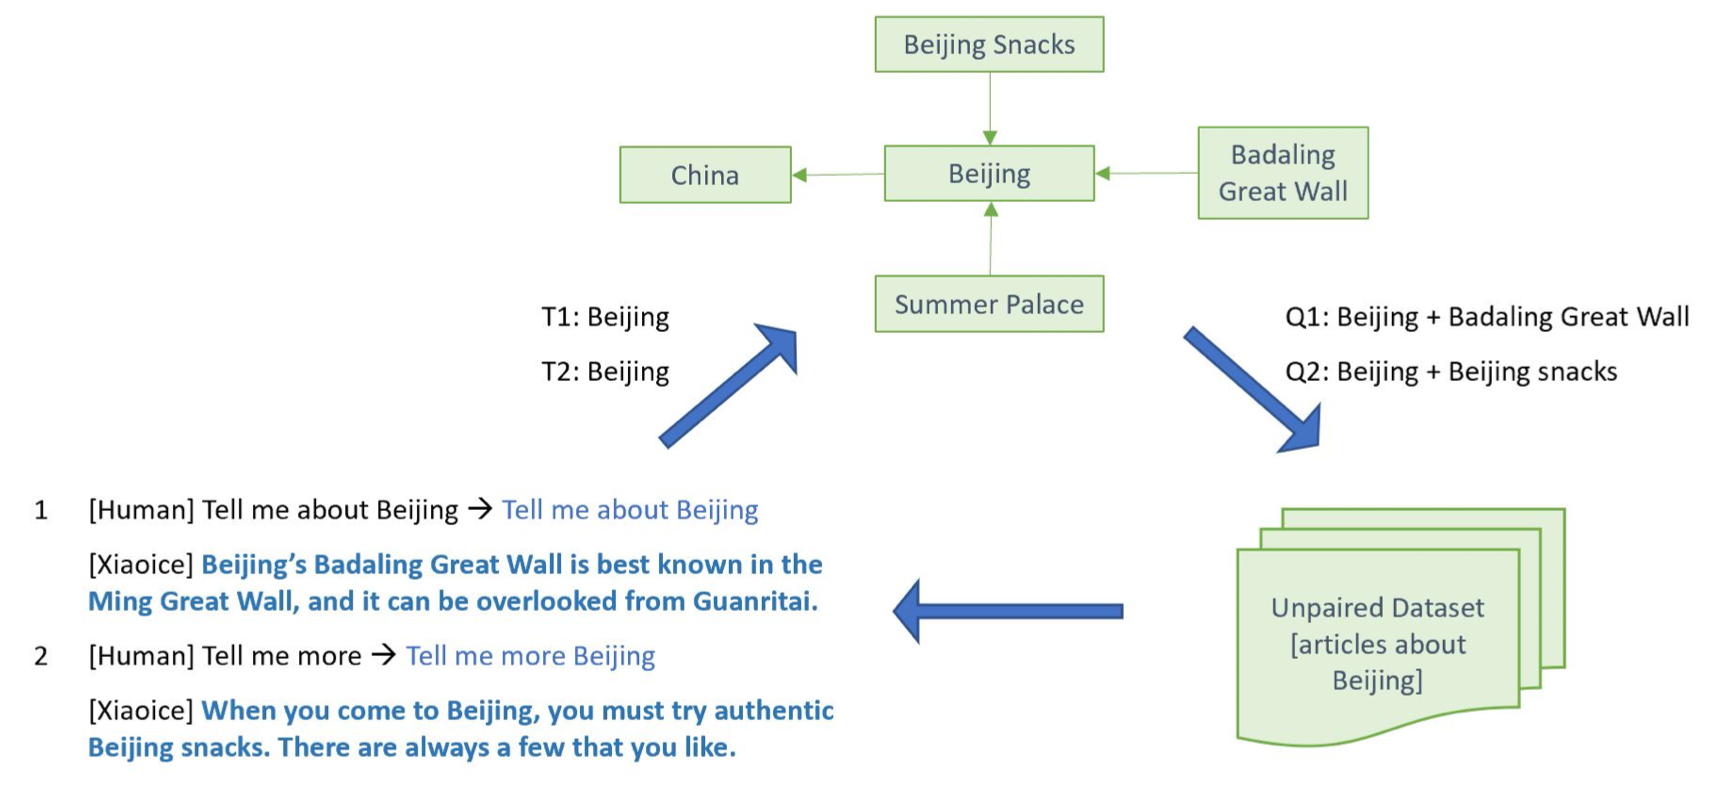 Beijing Snacks
China
Beijing
Badaling
Great Wall
Summer Palace
T1: Beijing
T2: Beijing
Q1: Beijing + Badaling Great Wall
Q2: Beijing + Beijing snacks
1 [Human] Tell me about Beijing → Tell me about Beijing
[Xiaoice] Beijing’s Badaling Great Wall is best known in the
Ming Great Wall, and it can be overlooked from Guanritai.
2 [Human] Tell me more → Tell me more Beijing
[Xiaoice] When you come to Beijing, you must try authentic
Beijing snacks. There are always a few that you like.
Unpaired Dataset
[articles about
Beijing]